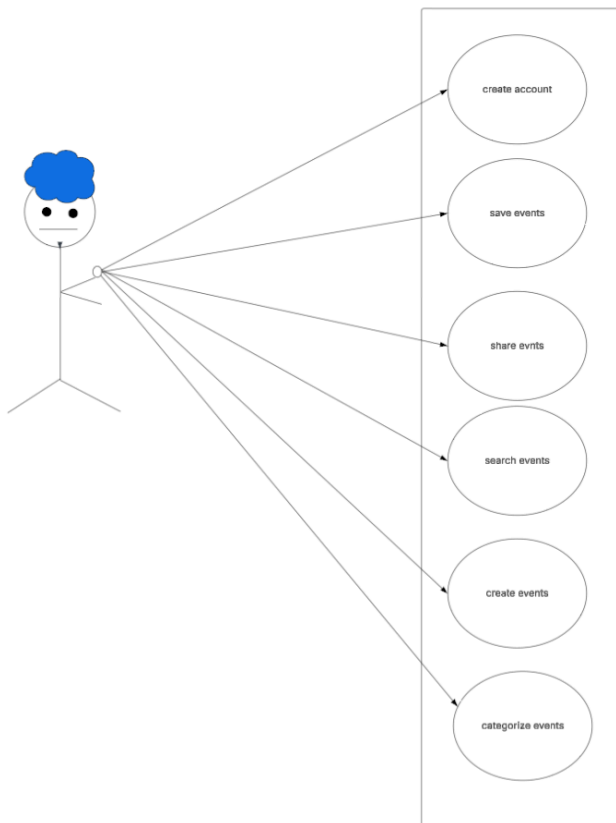 create account
save events
share evnts
search events
create events
categorize events